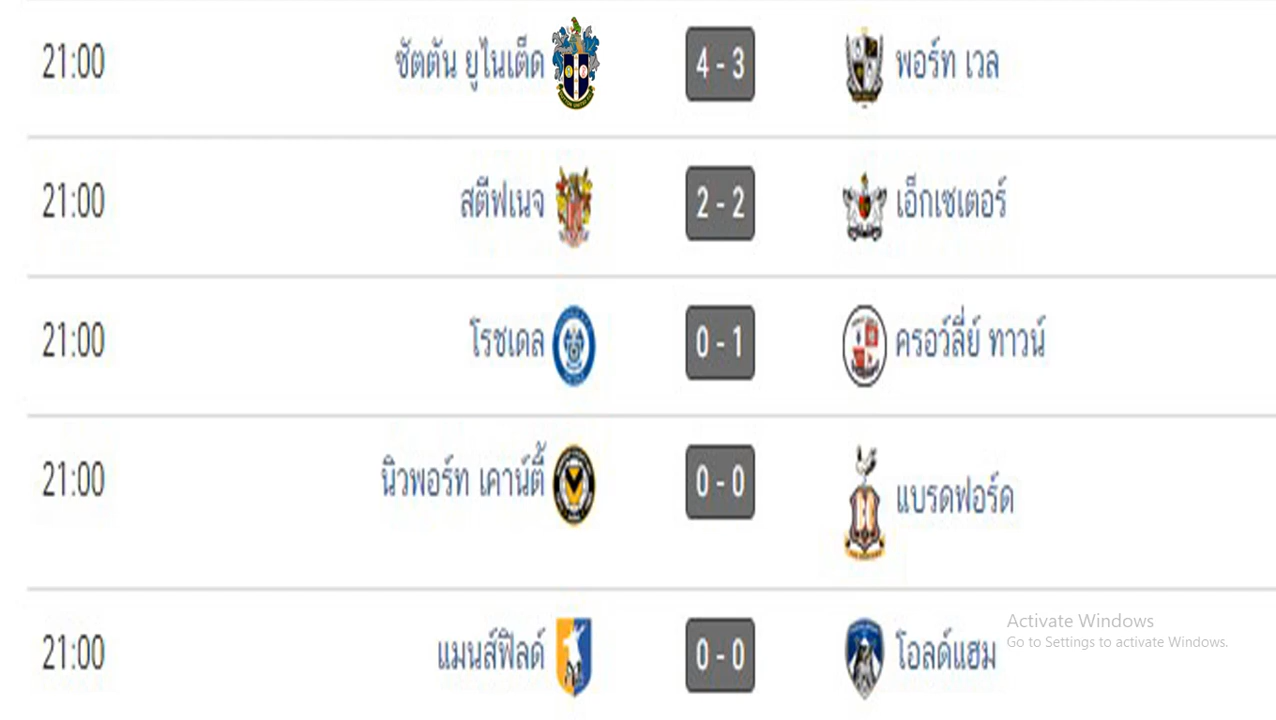 21:00 ซัตตัน ยูไนเต็ด 4 - 3 พอร์ท เวล
21:00 สตีฟเนจ 2 - 2 เอ็กเซเตอร์
21:00 โรชเดล 0 - 1 ครอว์ลี่ย์ ทาวน์
21:00 นิวพอร์ท เคาน์ตี้ 0 - 0 แบรดฟอร์ด
21:00 แมนส์ฟิลด์ 0 - 0 โอลด์แฮม
Activate Windows
Go to Settings to activate Windows.